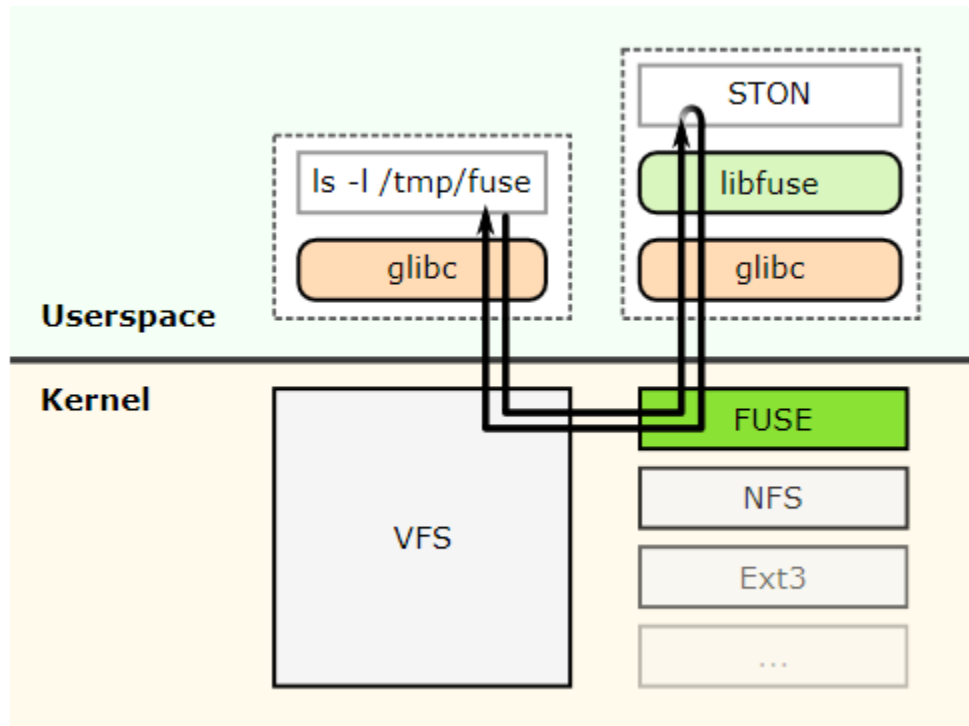 STON
ls -l /tmp/fuse
libfuse
glibc
glibc
Userspace
Kernel
FUSE
NFS
VFS
Ext3
...